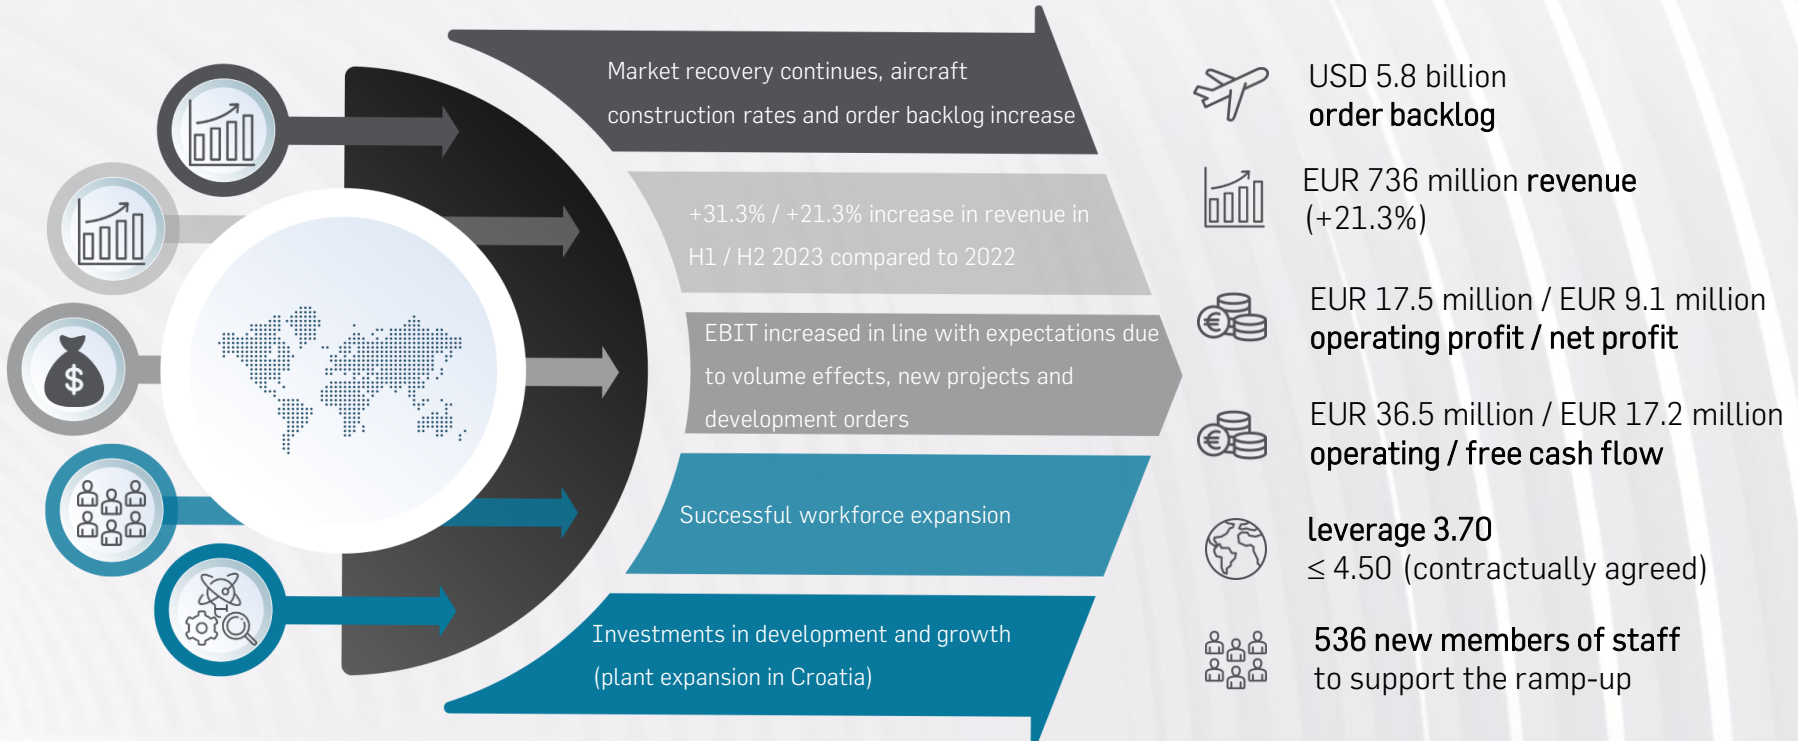 Market recovery continues, aircraft
construction rates and order backlog increase
+31.3% / +21.3% increase in revenue in
H1 / H2 2023 compared to 2022
EBIT increased in line with expectations due
to volume effects, new projects and
development orders
Successful workforce expansion
Investments in development and growth
(plant expansion in Croatia)
USD 5.8 billion
order backlog
EUR 736 million revenue
(+21.3%)
EUR 17.5 million / EUR 9.1 million
operating profit / net profit
EUR 36.5 million / EUR 17.2 million
operating / free cash flow
leverage 3.70
≤ 4.50 (contractually agreed)
536 new members of staff
to support the ramp-up